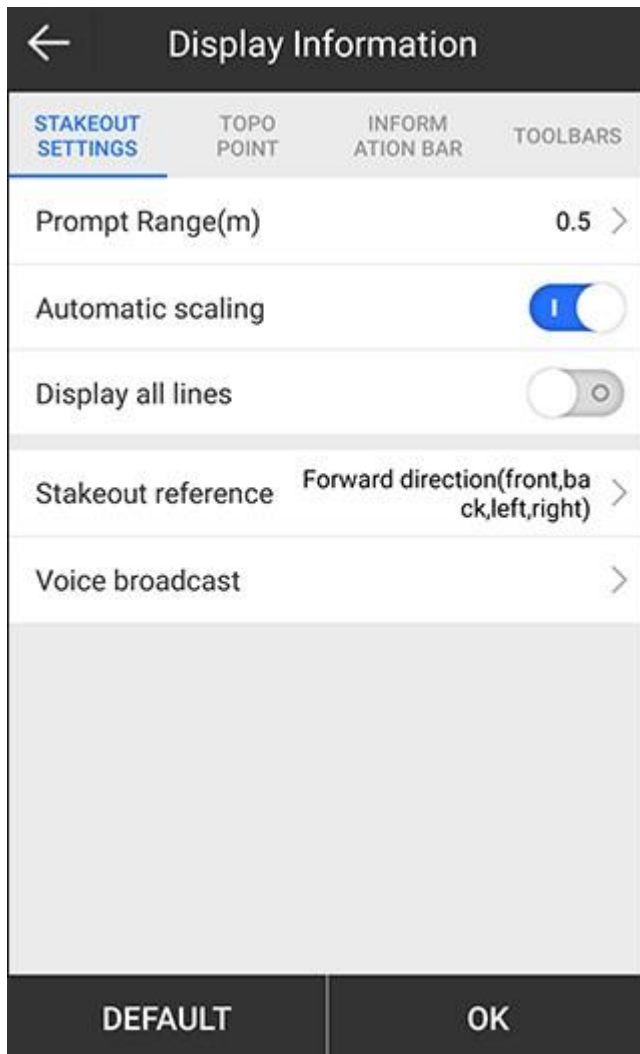 Display Information
STAKEOUT
SETTINGS
TOPO
POINT
INFORM
ATION BAR
TOOLBARS
Prompt Range(m)
0.5
Automatic scaling
Display all lines
Stakeout reference
Forward direction(front,ba
ck,left,right)
Voice broadcast
DEFAULT
OK